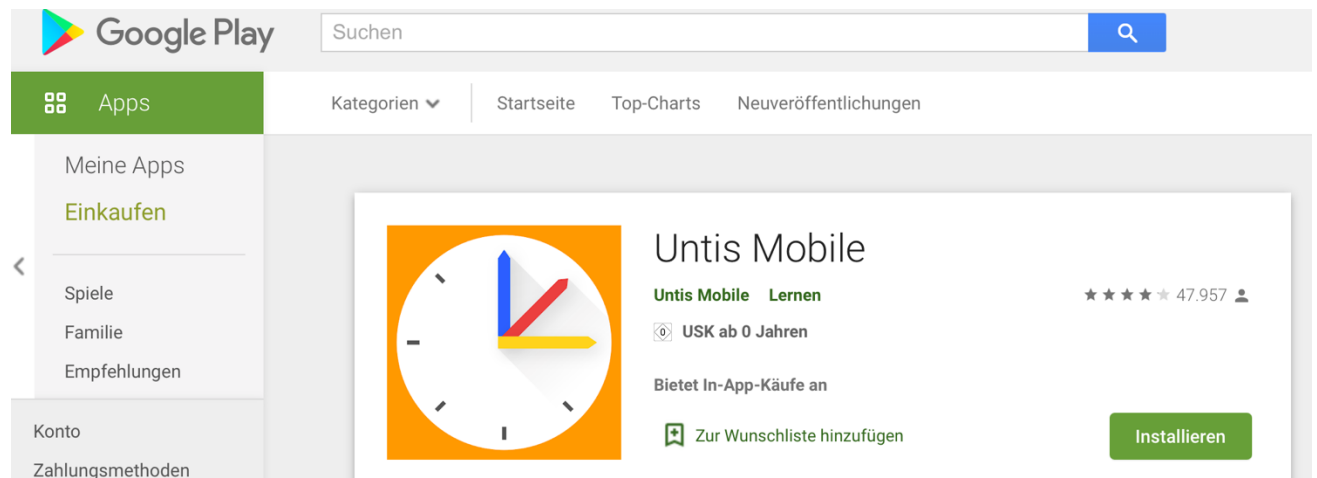 Google Play
Suchen
Apps
Kategorien
Startseite
Top-Charts
Neuveröffentlichungen
Meine Apps
Einkaufen
Spiele
Familie
Empfehlungen
Konto
Zahlungsmethoden
Untis Mobile
Untis Mobile Lernen
47.957
0 USK ab 0 Jahren
Bietet In-App-Käufe an
Zur Wunschliste hinzufügen
Installieren